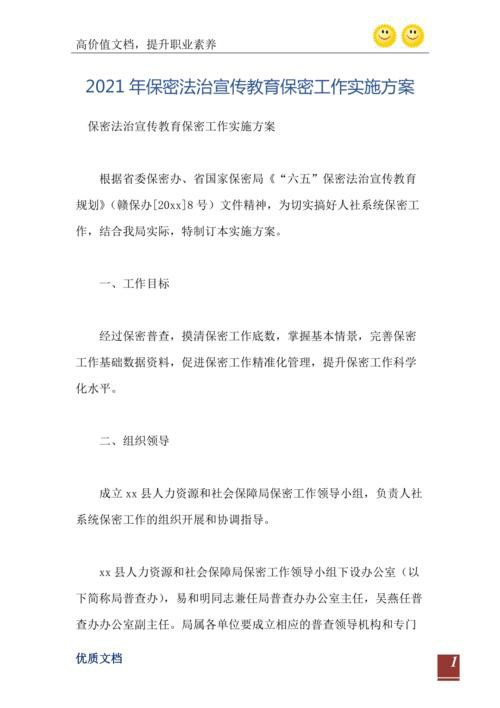 高价值文档，提升职业素养
2021年保密法治宣传教育保密工作实施方案
保密法治宣传教育保密工作实施方案
根据省委保密办、省国家保密局《“六五”保密法治宣传教育
规划》（赣保办[20xx]8号）文件精神，为切实搞好人社系统保密工
作，结合我局实际，特制订本实施方案。
一、工作目标
经过保密普查，摸清保密工作底数，掌握基本情景，完善保密
工作基础数据资料，促进保密工作精准化管理，提升保密工作科学
化水平。
二、组织领导
成立xx县人力资源和社会保障局保密工作领导小组，负责人社
系统保密工作的组织开展和协调指导。
xx县人力资源和社会保障局保密工作领导小组下设办公室（以
下简称局普查办），易和明同志兼任局普查办办公室主任，吴燕任普
查办办公室副主任。局属各单位要成立相应的普查领导机构和专门
优质文档
1